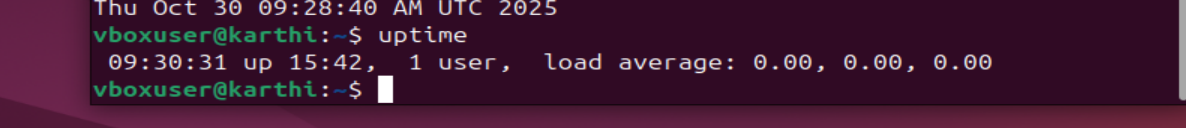 Thu Oct 30 09:28:40 AM UTC 2025
vboxuser@karthi:~$ uptime
 09:30:31 up 15:42,  1 user,  load average: 0.00, 0.00, 0.00
vboxuser@karthi:~$